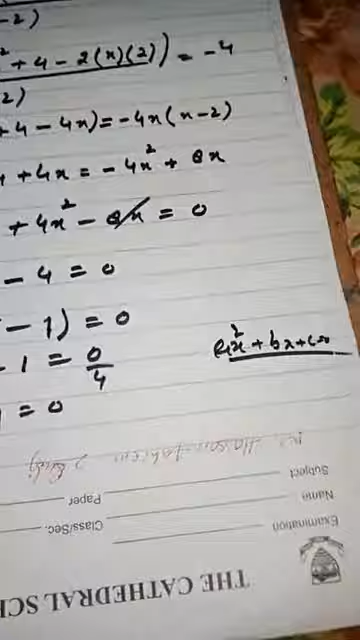 -2)
² + 4 - 2(x)(2)) = -4
2)
+ 4 - 4x) = -4x(x-2)
+ 4x = -4x² + 8x
+ 4x² - 8x = 0
- 4 = 0
- 1) = 0
- 1 = 0/4
= 0
ax² + bx + c = 0
Subject
Paper
Name
Class/Sec.
Examination
THE CATHEDRAL SC